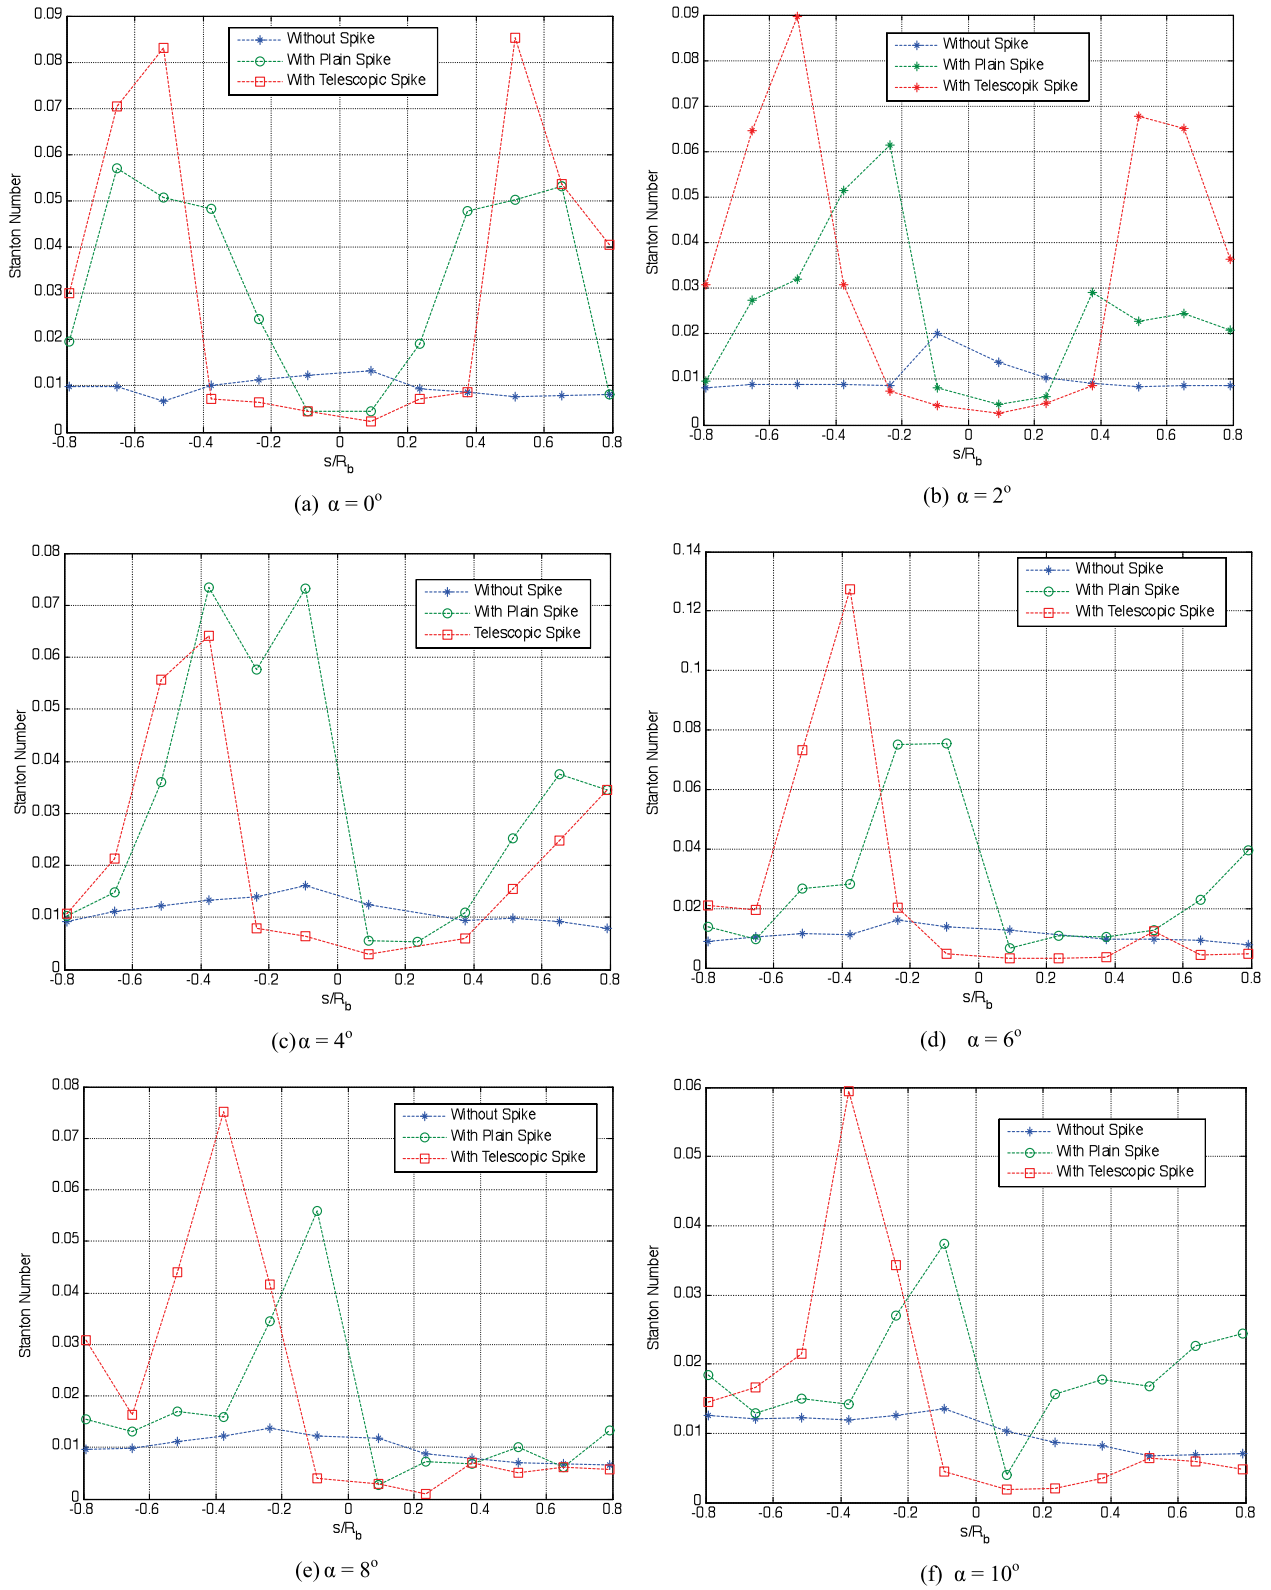 0.09
0.08
0.07
0.06
0.05
0.04
0.03
0.02
0.01
0
Stanton Number
Without Spike
With Plain Spike
With Telescopic Spike
-0.8 -0.6 -0.4 -0.2 0 0.2 0.4 0.6 0.8
s/Rb
(a) α = 0o
0.09
0.08
0.07
0.06
0.05
0.04
0.03
0.02
0.01
0
Stanton Number
Without Spike
With Plain Spike
With Telescopik Spike
-0.8 -0.6 -0.4 -0.2 0 0.2 0.4 0.6 0.8
s/Rb
(b) α = 2o
0.08
0.07
0.06
0.05
0.04
0.03
0.02
0.01
0
Stanton Number
Without Spike
With Plain Spike
Telescopic Spike
-0.8 -0.6 -0.4 -0.2 0 0.2 0.4 0.6 0.8
s/Rb
(c) α = 4o
0.14
0.12
0.1
0.08
0.06
0.04
0.02
0
Stanton Number
Without Spike
With Plain Spike
With Telescopic Spike
-0.8 -0.6 -0.4 -0.2 0 0.2 0.4 0.6 0.8
s/Rb
(d) α = 6o
0.08
0.07
0.06
0.05
0.04
0.03
0.02
0.01
0
Stanton Number
Without Spike
With Plain Spike
With Telescopic Spike
-0.8 -0.6 -0.4 -0.2 0 0.2 0.4 0.6 0.8
s/Rb
(e) α = 8o
0.06
0.05
0.04
0.03
0.02
0.01
0
Stanton Number
Without Spike
With Plain Spike
With Telescopic Spike
-0.8 -0.6 -0.4 -0.2 0 0.2 0.4 0.6 0.8
s/Rb
(f) α = 10o